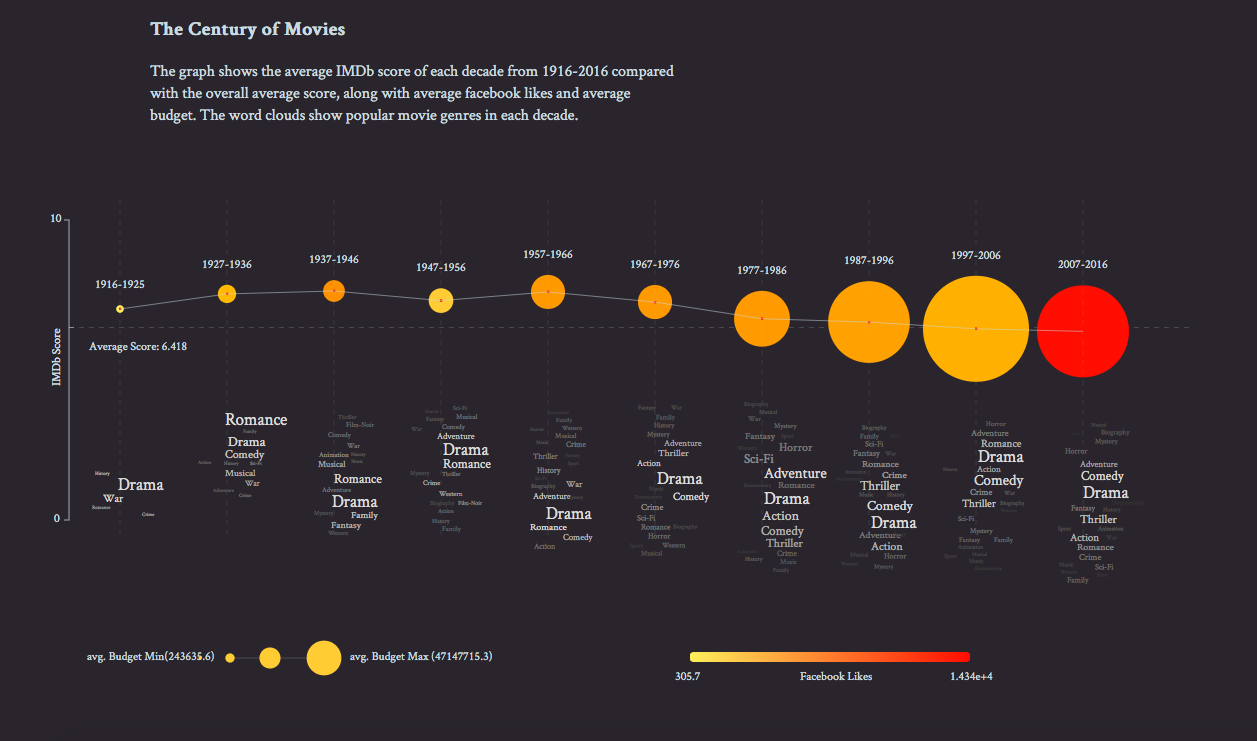 The Century of Movies
The graph shows the average IMDb score of each decade from 1916-2016 compared
with the overall average score, along with average facebook likes and average
budget. The word clouds show popular movie genres in each decade.
10
IMDb Score
0
Average Score: 6.418
1916-1925
1927-1936
1937-1946
1947-1956
1957-1966
1967-1976
1977-1986
1987-1996
1997-2006
2007-2016
History
Drama
War
Romance
Crime
Romance
Family
Drama
Comedy
Action
History
Sci-Fi
Musical
War
Adventure
Crime
Thriller
Film-Noir
Comedy
War
Animation
History
Musical
Romance
Adventure
Drama
Mystery
Family
Fantasy
Western
Sci-Fi
Fantasy
Musical
War
Comedy
Adventure
Drama
Romance
Mystery
Thriller
Crime
Western
Biography
Film-Noir
Action
History
Family
Family
Western
Musical
Crime
Thriller
History
War
Biography
Adventure
Drama
Romance
Comedy
Action
Fantasy
War
Family
History
Mystery
Adventure
Thriller
Action
Drama
Comedy
Crime
Sci-Fi
Romance
Biography
Horror
Western
Musical
Biography
Musical
War
Mystery
Fantasy
Horror
Sci-Fi
Adventure
Romance
Drama
Action
Comedy
Thriller
Crime
History
Music
Family
Biography
Family
Sci-Fi
Fantasy
War
Romance
Crime
Thriller
Music
History
Comedy
Drama
Adventure
Action
Musical
Horror
Mystery
Horror
Adventure
Romance
Drama
Action
Comedy
Crime
War
Thriller
Biography
Sci-Fi
Mystery
Fantasy
Family
Animation
Musical
Sport
Music
Biography
Mystery
Horror
Adventure
Comedy
Drama
Fantasy
History
Thriller
Sport
Animation
Action
War
Romance
Crime
Music
Sci-Fi
Family
avg. Budget Min(243635.6)
avg. Budget Max (47147715.3)
305.7
Facebook Likes
1.434e+4